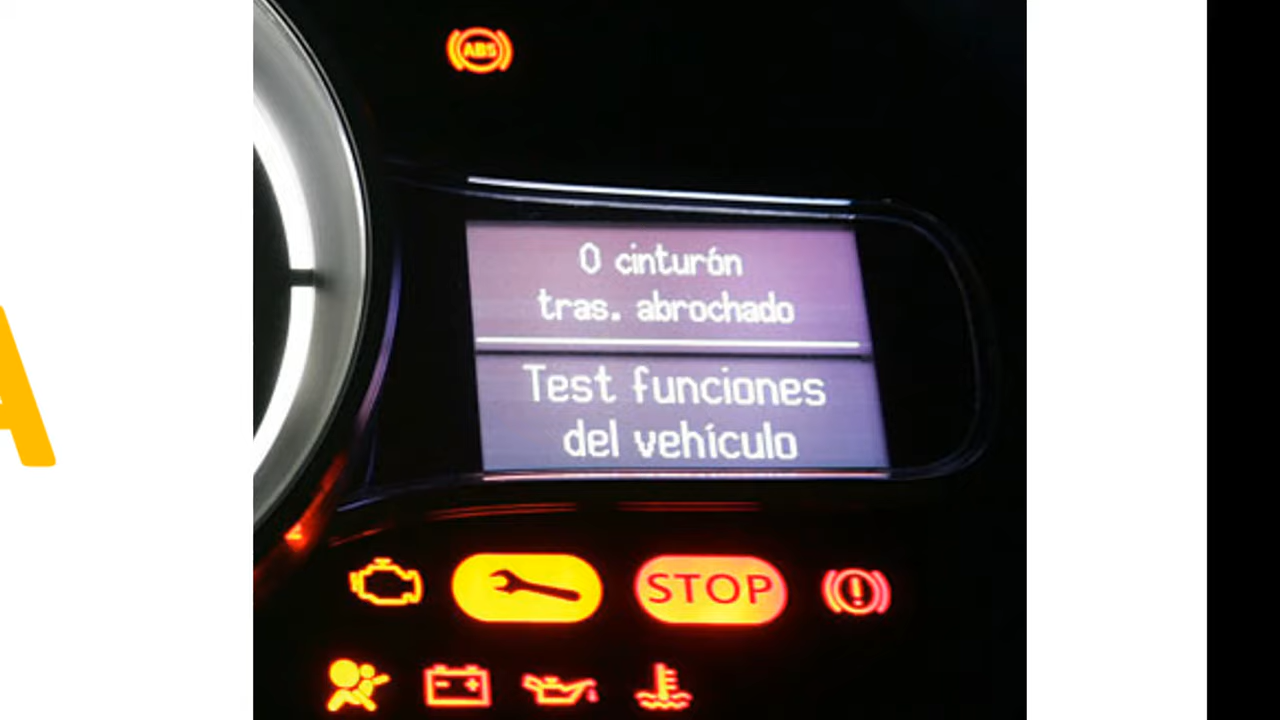 ABS
0 cinturón
tras. abrochado
Test funciones
del vehículo
STOP
A